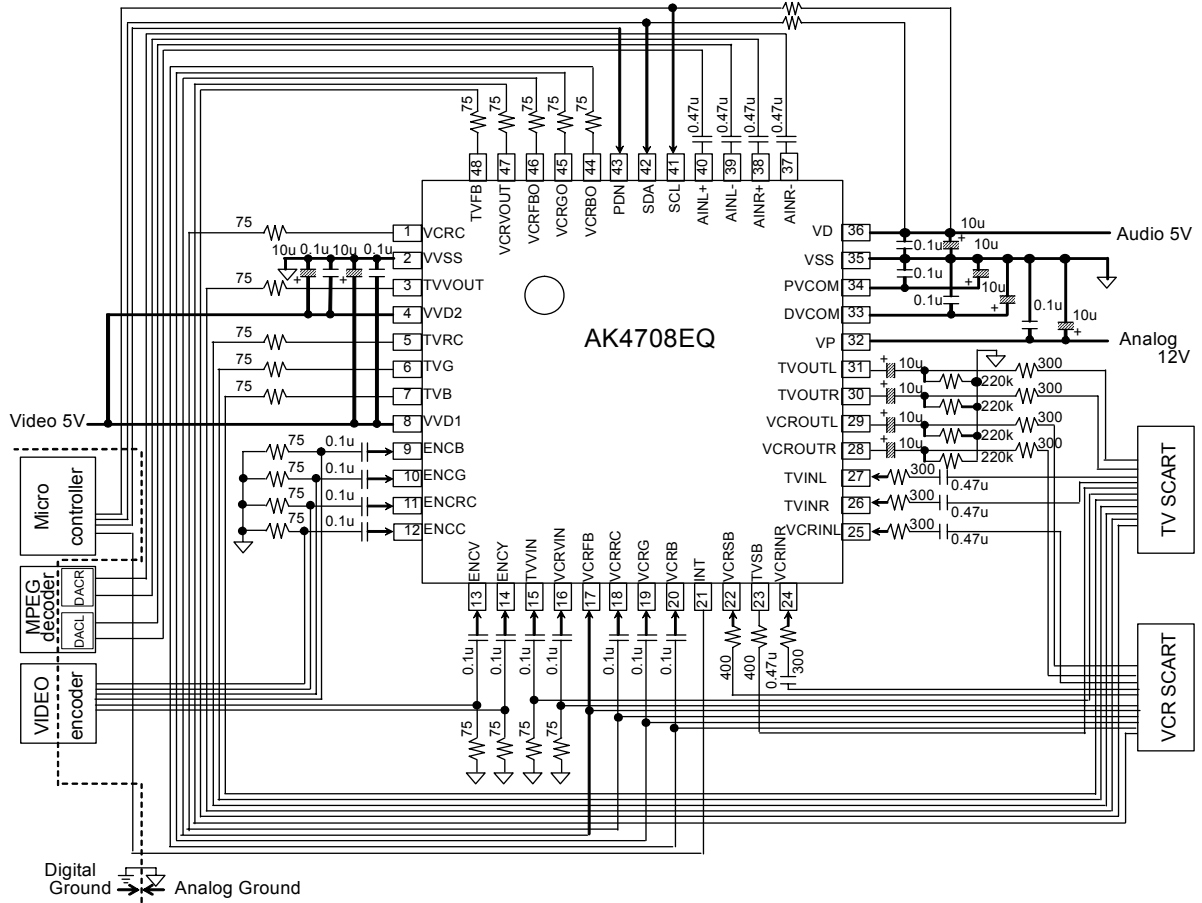 75
75
75
75
75
0.47u
0.47u
0.47u
0.47u
48
47
46
45
44
43
42
41
40
39
38
37
TVFB
VCRVOUT
VCRFBO
VCRGO
VCRBO
PDN
SDA
SCL
AINL+
AINL-
AINR+
AINR-
AK4708EQ
75
1 VCRC
10u 0.1u 10u 0.1u
2 VVSS
75
3 TVVOUT
4 VVD2
75
5 TVRC
75
6 TVG
75
7 TVB
Video 5V
8 VVD1
75 0.1u
9 ENCB
75 0.1u
10 ENCG
75 0.1u
11 ENCRC
75 0.1u
12 ENCC
VD 36
10u
Audio 5V
0.1u
10u
VSS 35
0.1u
10u
PVCOM 34
0.1u
0.1u
10u
DVCOM 33
VP 32
Analog
12V
TVOUTL 31
10u
300
220k
TVOUTR 30
10u
300
220k
VCROUTL 29
10u
300
220k
VCROUTR 28
10u
300
220k
TVINL 27
300
0.47u
TVINR 26
300
0.47u
VCRINL 25
300
0.47u
ENCV
ENCY
TVVIN
VCRVIN
VCRFB
VCRRC
VCRG
VCRB
INT
VCRSB
TVSB
VCRINR
13
14
15
16
17
18
19
20
21
22
23
24
0.1u
0.1u
0.1u
0.1u
0.1u
0.1u
0.1u
400
400
0.47u
300
75
75
75
75
Micro
controller
MPEG
decoder
DACR
DACL
VIDEO
encoder
TV SCART
VCR SCART
Digital
Ground
Analog Ground